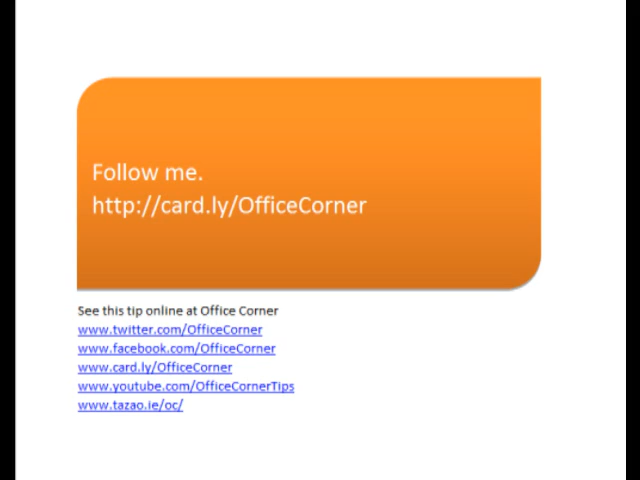 Follow me.
http://card.ly/OfficeCorner
See this tip online at Office Corner
www.twitter.com/OfficeCorner
www.facebook.com/OfficeCorner
www.card.ly/OfficeCorner
www.youtube.com/OfficeCornerTips
www.tazao.ie/oc/